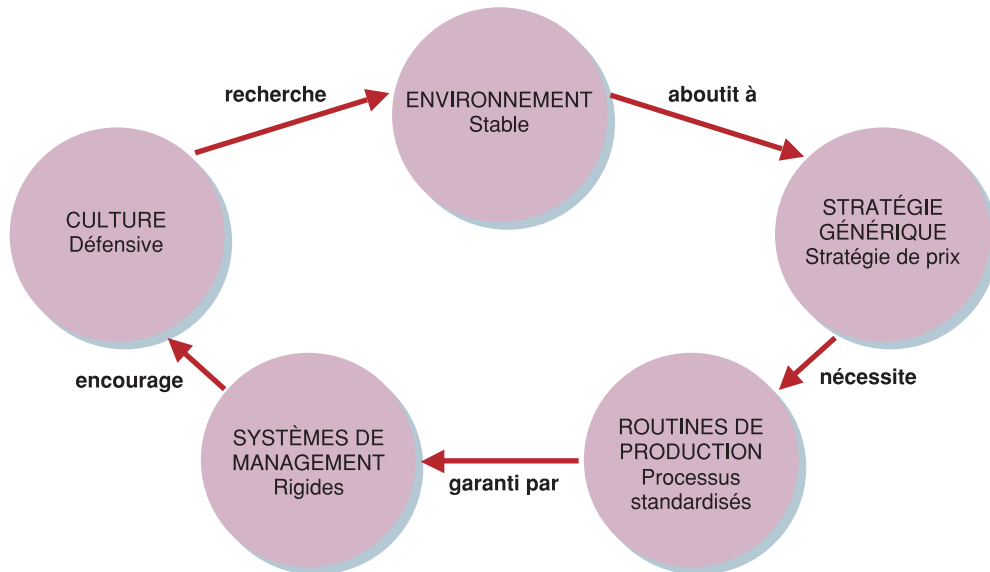 recherche
ENVIRONNEMENT
Stable
aboutit à
STRATÉGIE
GÉNÉRIQUE
Stratégie de prix
nécessite
ROUTINES DE
PRODUCTION
Processus
standardisés
garanti par
SYSTÈMES DE
MANAGEMENT
Rigides
encourage
CULTURE
Défensive